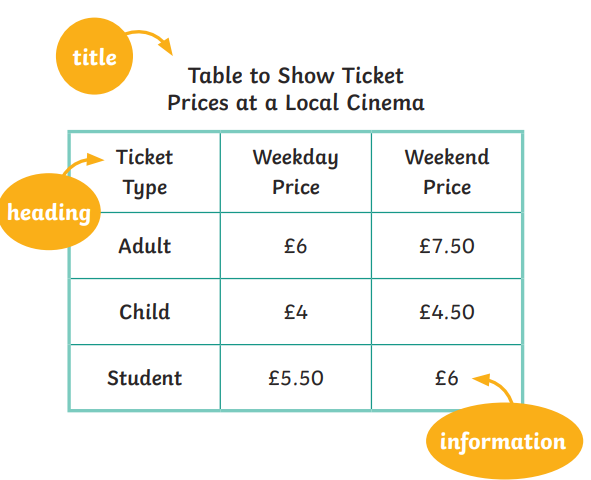 title
Table to Show Ticket
Prices at a Local Cinema
Ticket Type Weekday Price Weekend Price
heading
Adult £6 £7.50
Child £4 £4.50
Student £5.50 £6
information